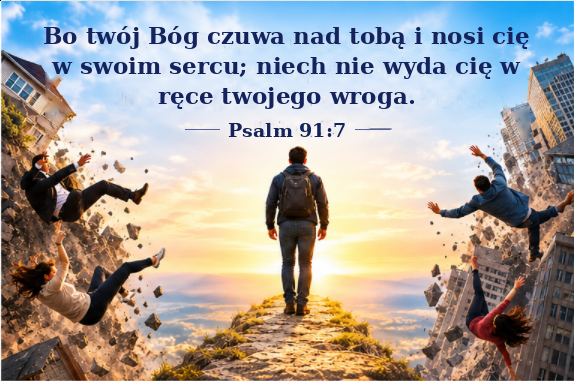 Bo twój Bóg czuwa nad tobą i nosi cię
w swoim sercu; niech nie wyda cię w
ręce twojego wroga.
Psalm 91:7